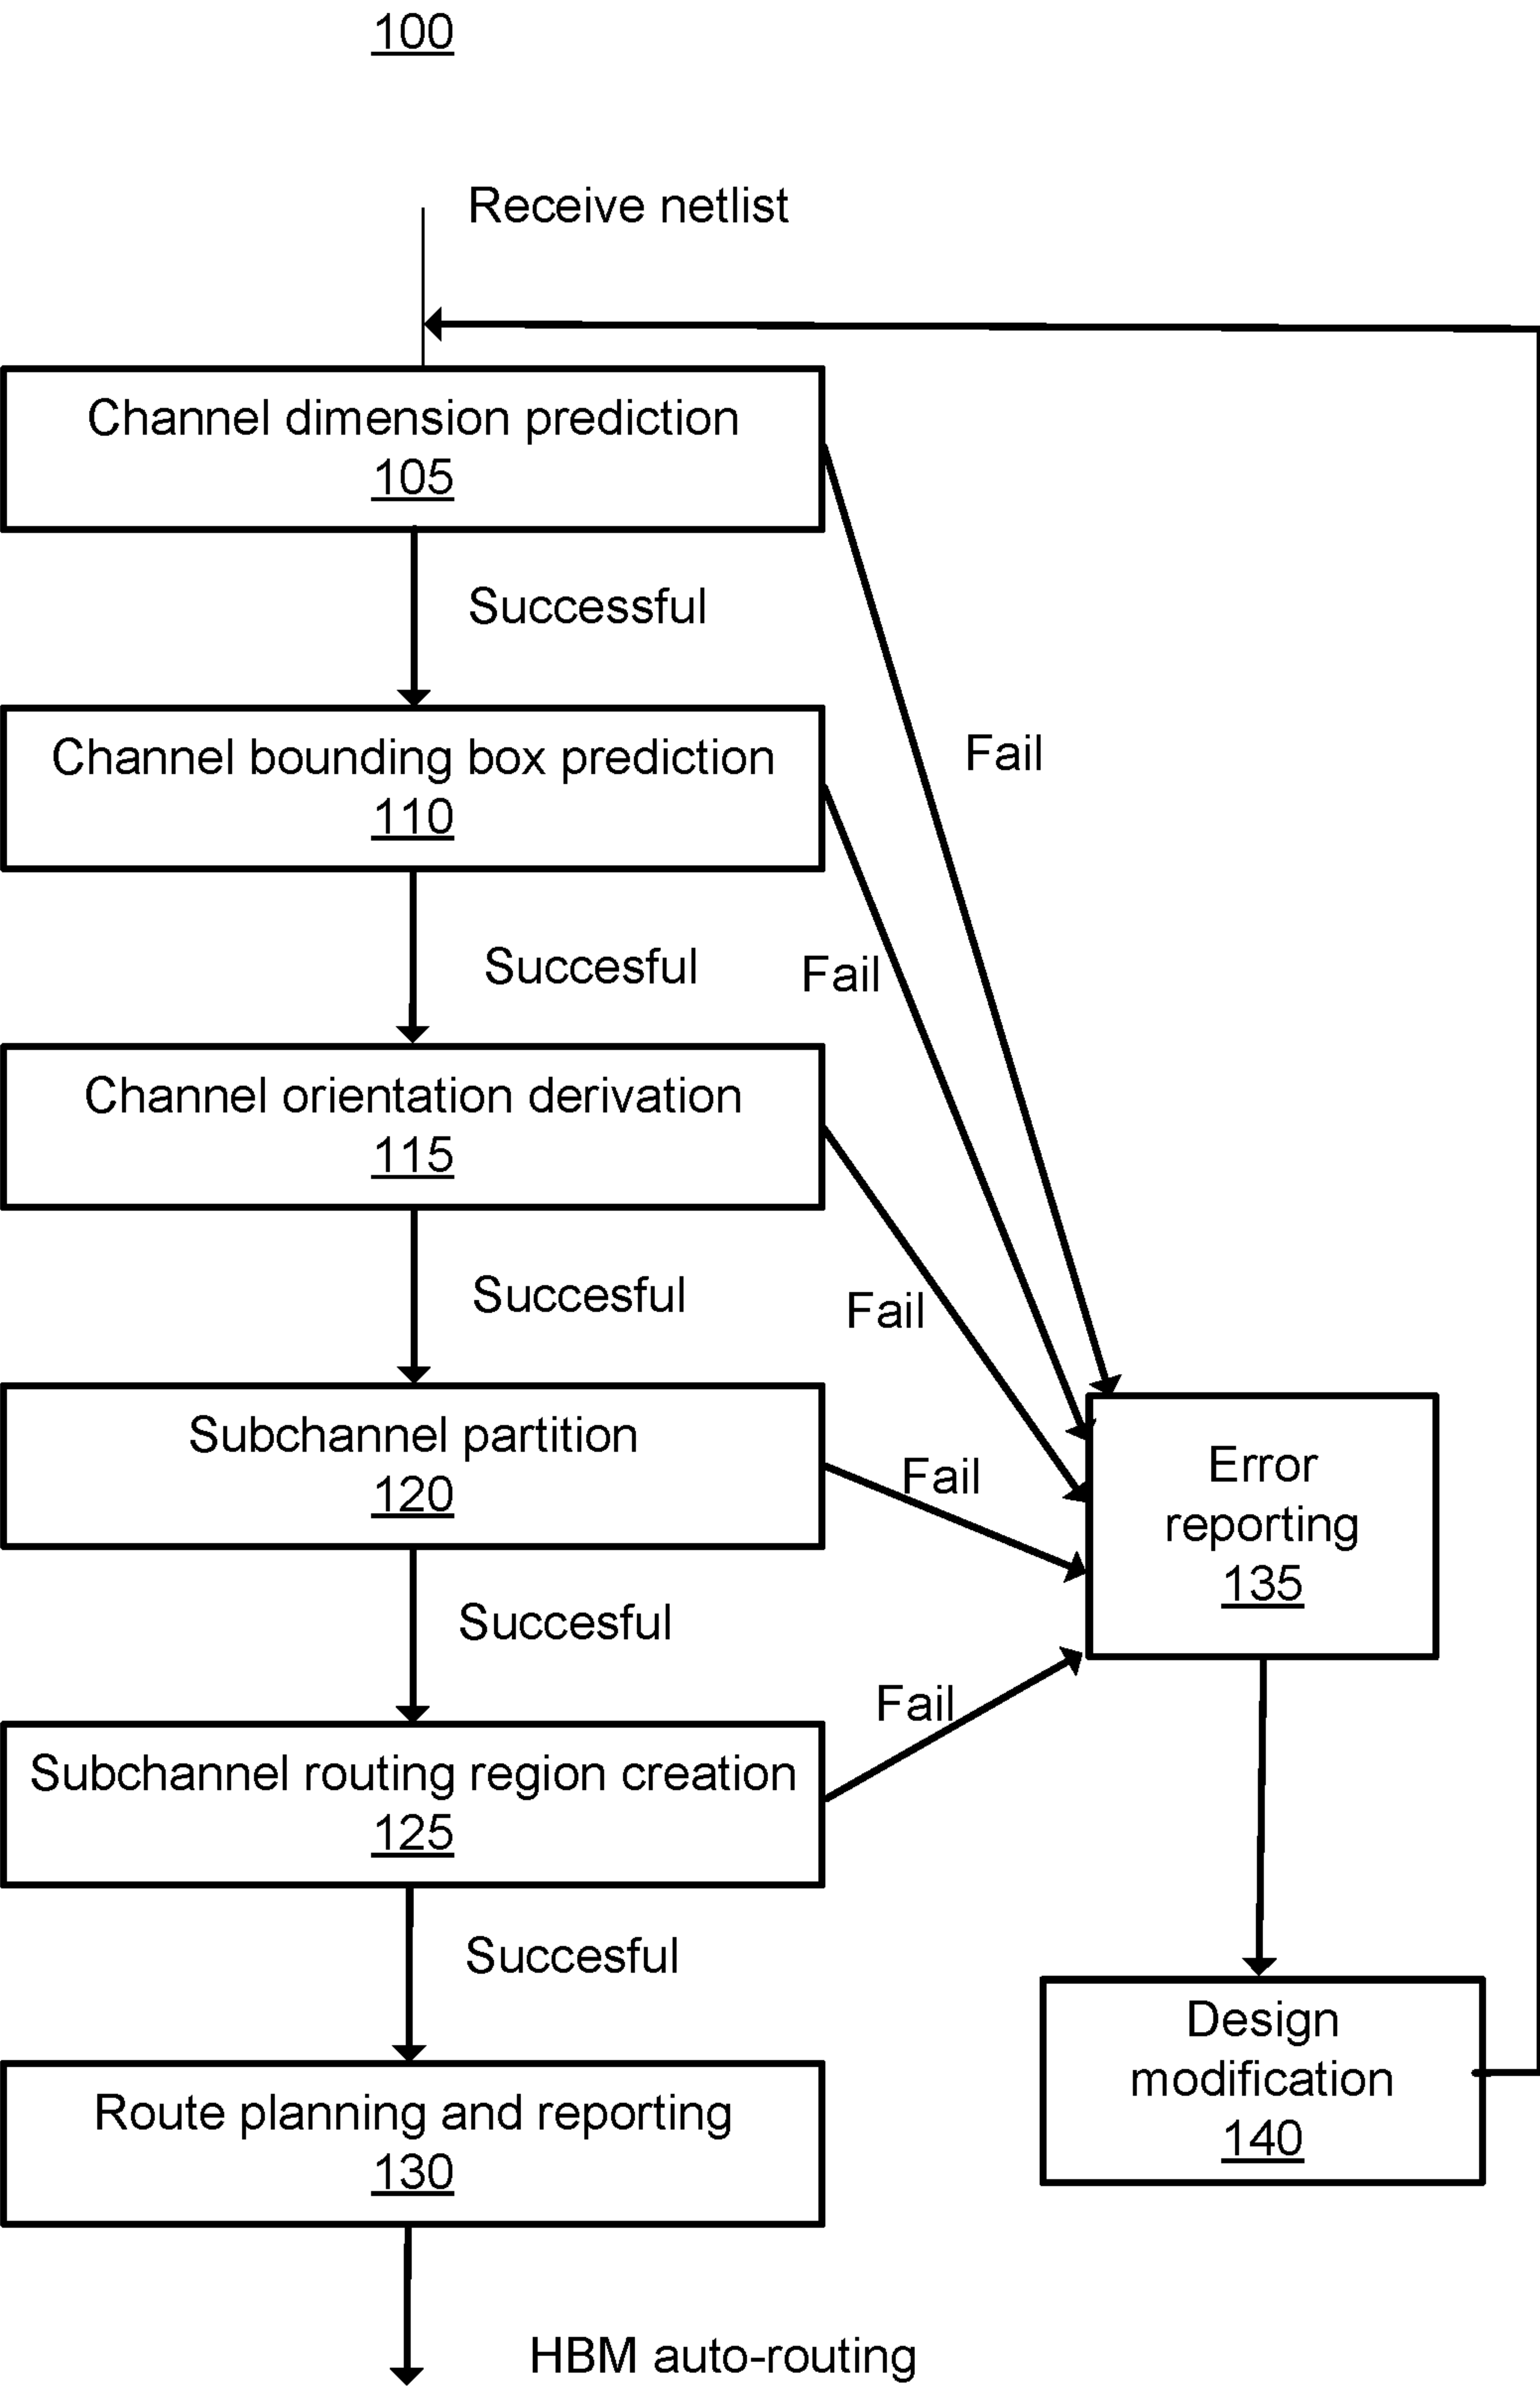 100
Receive netlist
Channel dimension prediction
105
Successful
Channel bounding box prediction
110
Fail
Succesful
Fail
Channel orientation derivation
115
Succesful
Fail
Subchannel partition
120
Fail
Error
reporting
135
Succesful
Fail
Subchannel routing region creation
125
Succesful
Design
modification
140
Route planning and reporting
130
HBM auto-routing